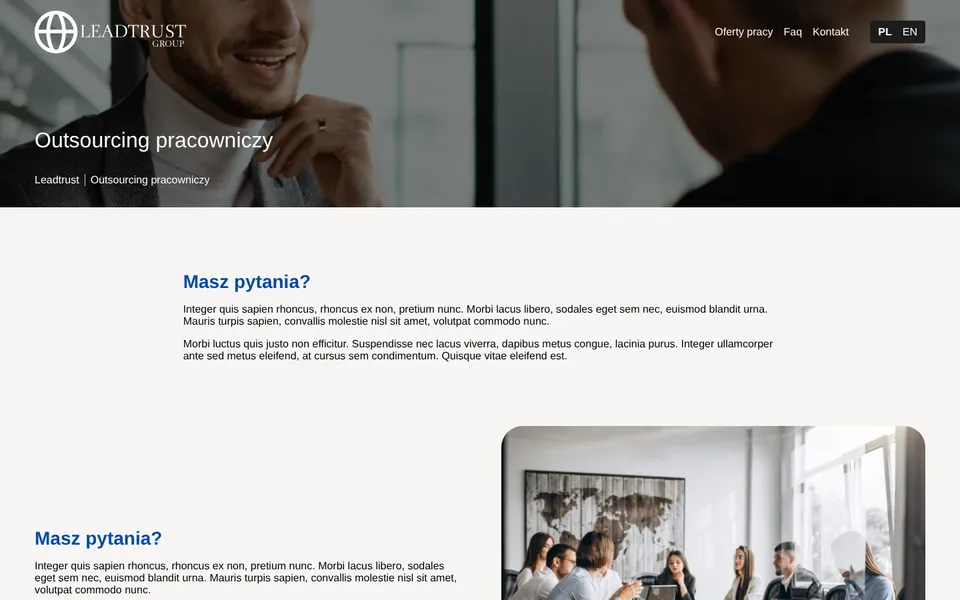 LEADTRUST
GROUP
Oferty pracy Faq Kontakt PL EN
Outsourcing pracowniczy
Leadtrust | Outsourcing pracowniczy
Masz pytania?
Integer quis sapien rhoncus, rhoncus ex non, pretium nunc. Morbi lacus libero, sodales eget sem nec, euismod blandit urna.
Mauris turpis sapien, convallis molestie nisl sit amet, volutpat commodo nunc.
Morbi luctus quis justo non efficitur. Suspendisse nec lacus viverra, dapibus metus congue, lacinia purus. Integer ullamcorper
ante sed metus eleifend, at cursus sem condimentum. Quisque vitae eleifend est.
Masz pytania?
Integer quis sapien rhoncus, rhoncus ex non, pretium nunc. Morbi lacus libero, sodales
eget sem nec, euismod blandit urna. Mauris turpis sapien, convallis molestie nisl sit amet,
volutpat commodo nunc.